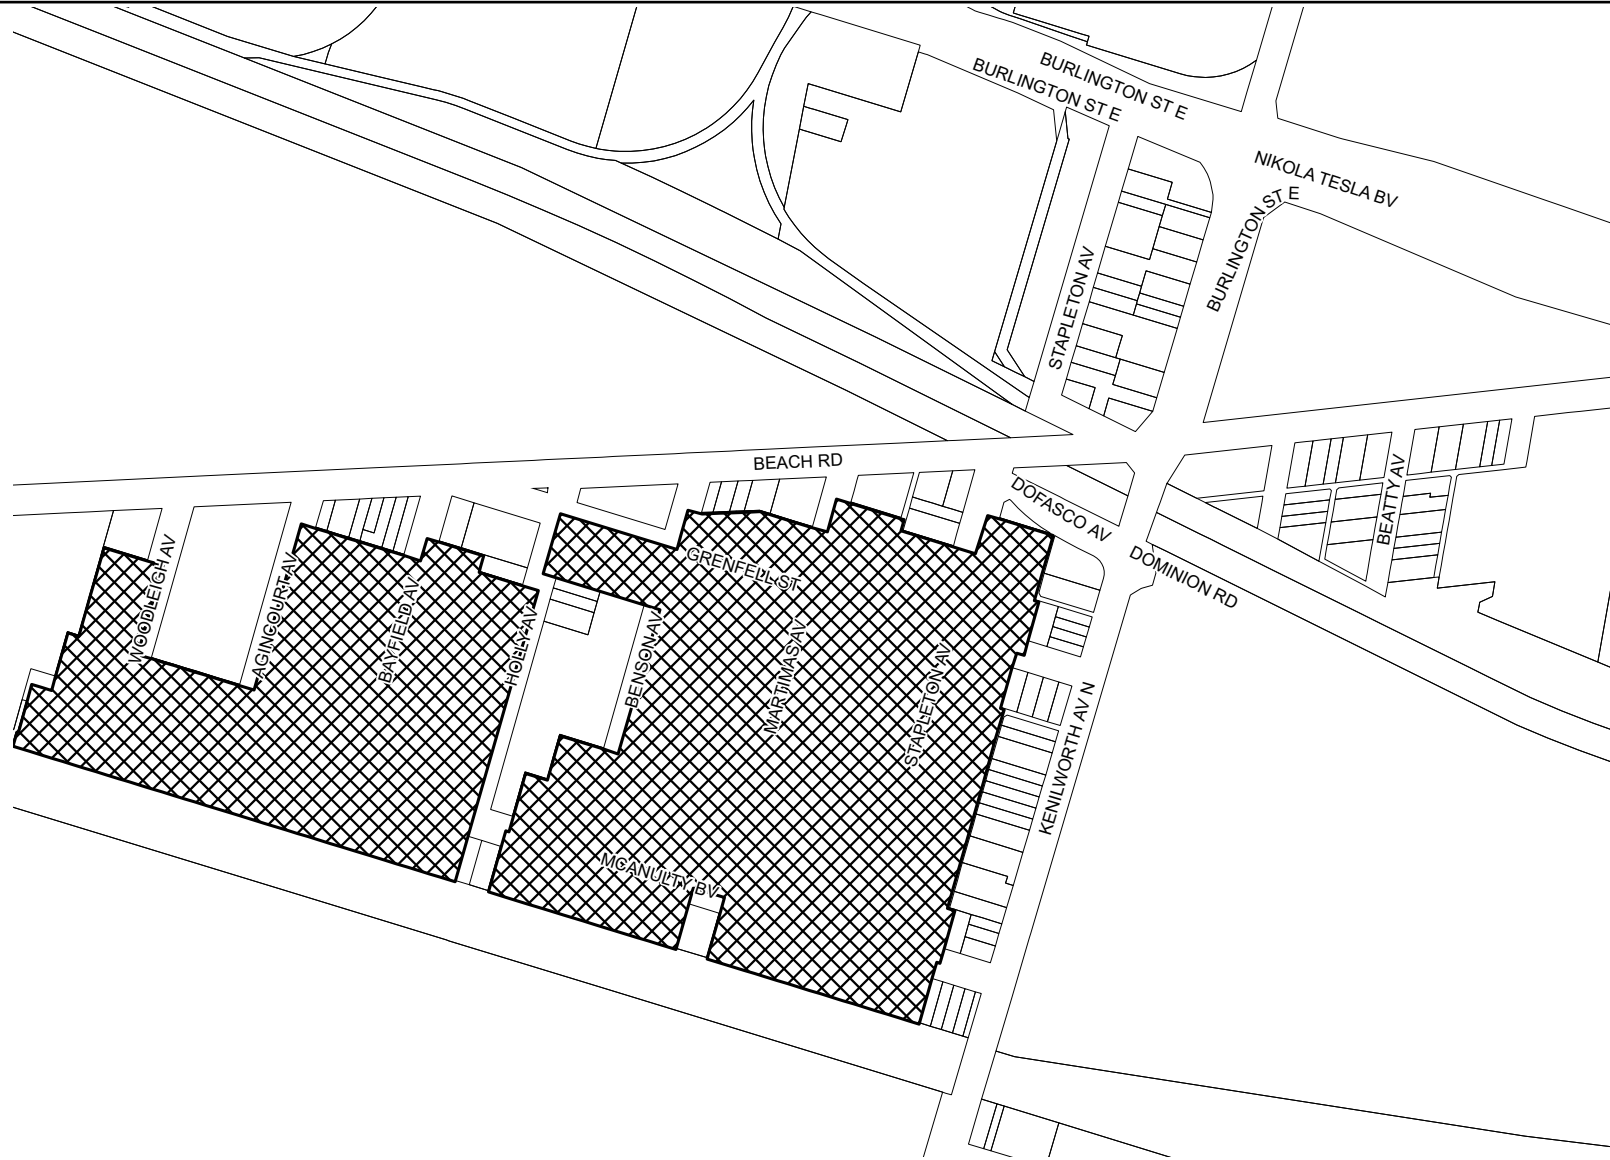 BURLINGTON ST E
BURLINGTON ST E
NIKOLA TESLA BV
BURLINGTON ST E
STAPLETON AV
BEACH RD
BEATTY AV
DOFASCO AV
DOMINION RD
GRENFELL ST
WOODLEIGH AV
AGINCOURT AV
BAYFIELD AV
HOLLY AV
BENSON AV
MARTIMAS AV
STAPLETON AV
KENILWORTH AV N
MCANULTY BV